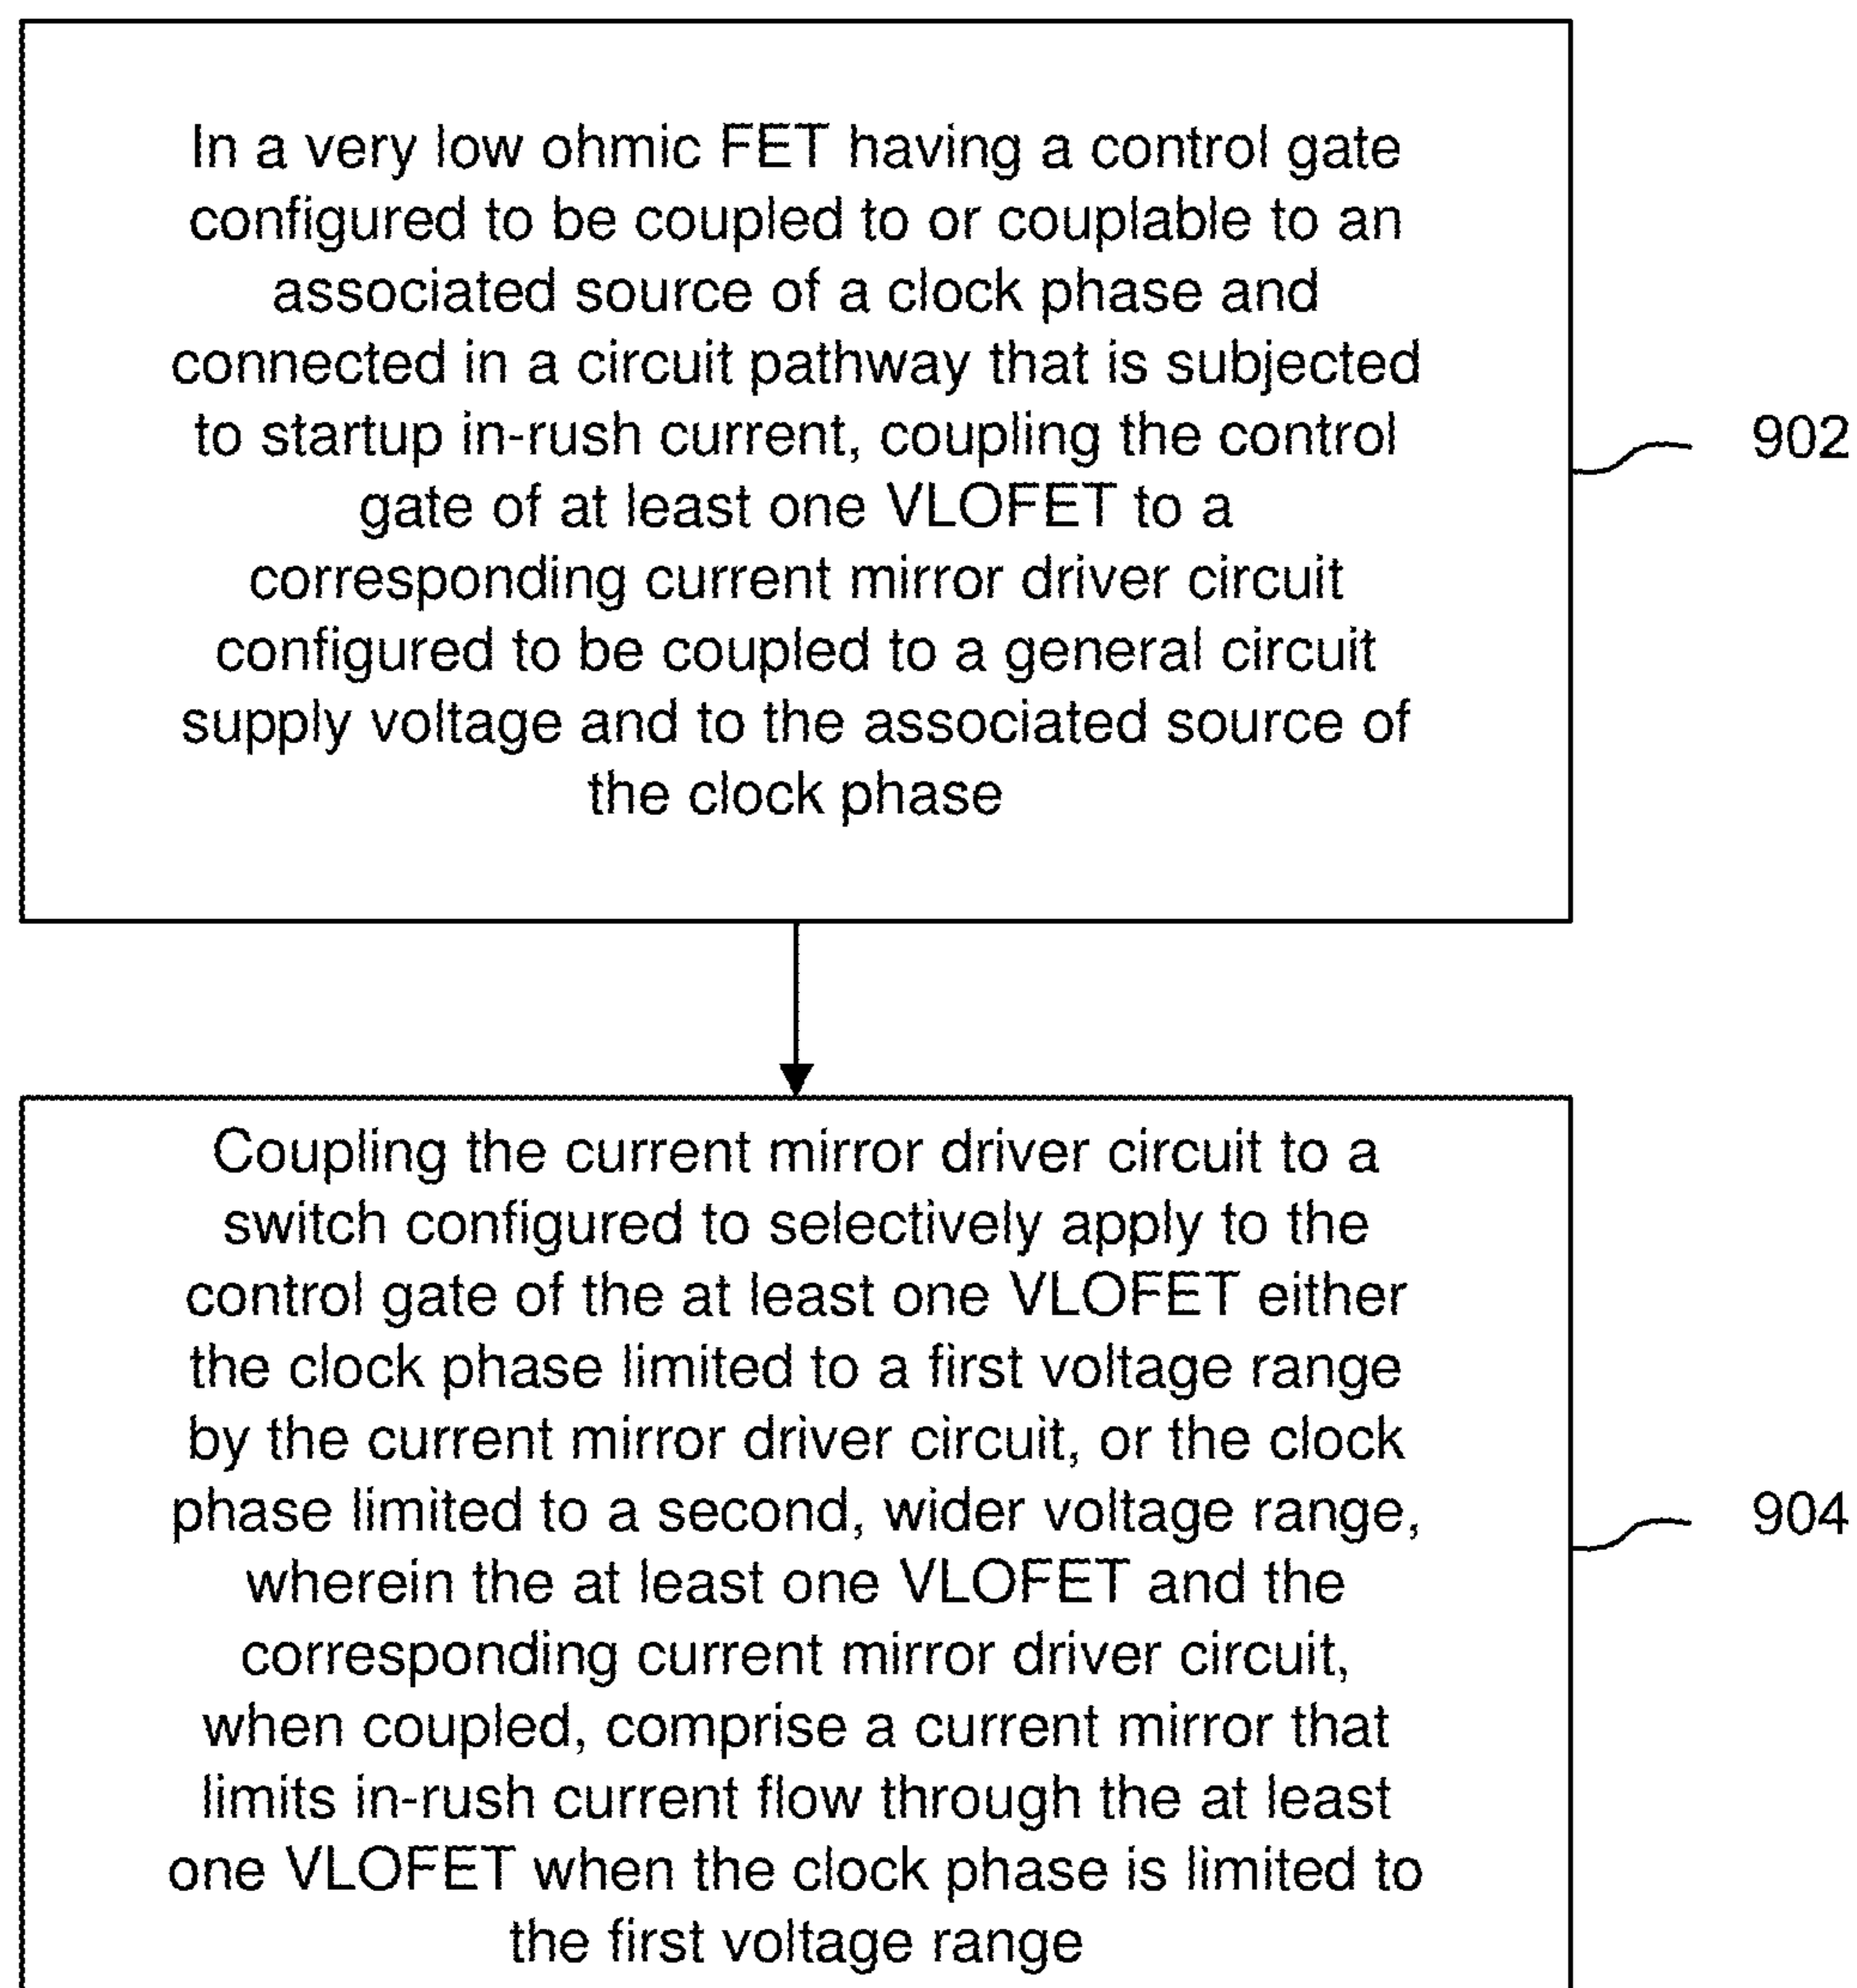 In a very low ohmic FET having a control gate
configured to be coupled to or couplable to an
associated source of a clock phase and
connected in a circuit pathway that is subjected
to startup in-rush current, coupling the control
gate of at least one VLOFET to a
corresponding current mirror driver circuit
configured to be coupled to a general circuit
supply voltage and to the associated source of
the clock phase
902
Coupling the current mirror driver circuit to a
switch configured to selectively apply to the
control gate of the at least one VLOFET either
the clock phase limited to a first voltage range
by the current mirror driver circuit, or the clock
phase limited to a second, wider voltage range,
wherein the at least one VLOFET and the
corresponding current mirror driver circuit,
when coupled, comprise a current mirror that
limits in-rush current flow through the at least
one VLOFET when the clock phase is limited to
the first voltage range
904